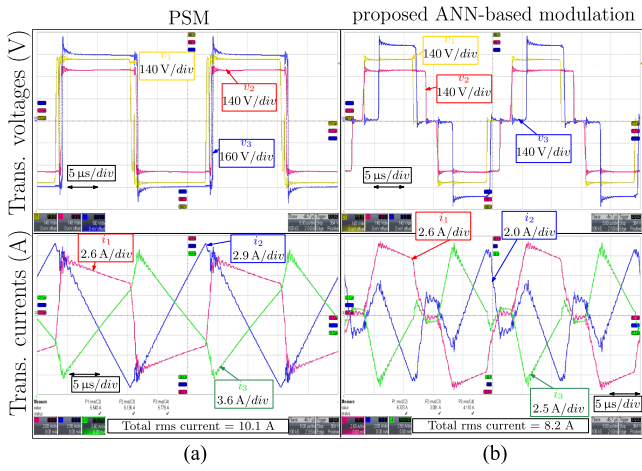 PSM
proposed ANN-based modulation
Trans. voltages (V)
v1
140 V/div
v2
140 V/div
v3
160 V/div
5 µs/div
v1
140 V/div
v2
140 V/div
v3
140 V/div
5 µs/div
Trans. currents (A)
i1
2.6 A/div
i2
2.9 A/div
i3
3.6 A/div
5 µs/div
Total rms current = 10.1 A
i1
2.6 A/div
i2
2.0 A/div
i3
2.5 A/div
5 µs/div
Total rms current = 8.2 A
(a)
(b)